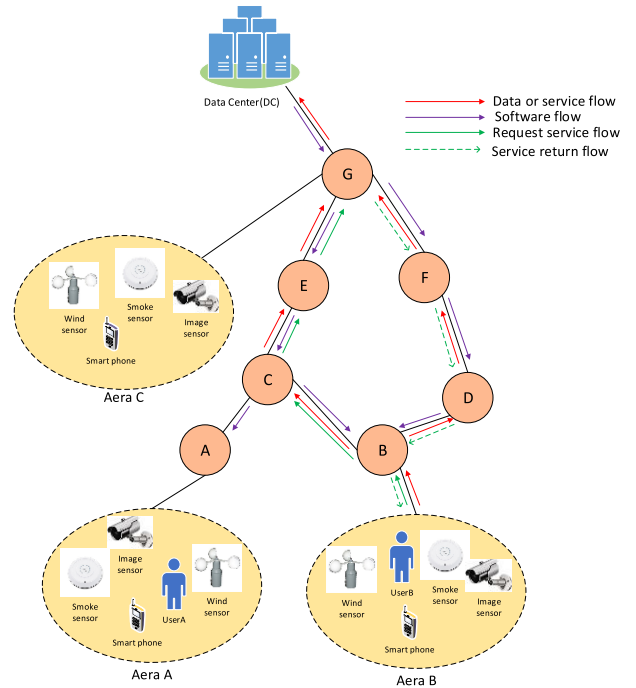 Data Center(DC)
Data or service flow
Software flow
Request service flow
Service return flow
G
E
F
Wind
sensor
Smoke
sensor
Image
sensor
Smart phone
Aera C
C
D
A
B
Image
sensor
Smoke
sensor
Wind
sensor
UserA
Smart phone
Aera A
Wind
sensor
UserB
Smoke
sensor
Image
sensor
Smart phone
Aera B